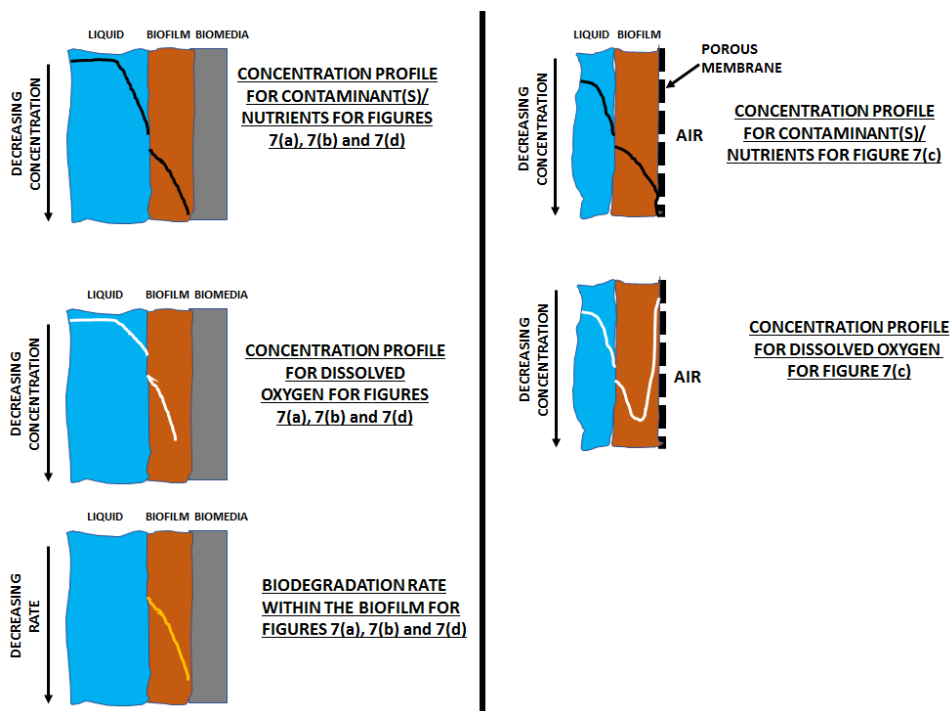 LIQUID BIOFILM BIOMEDIA
DECREASING
CONCENTRATION
CONCENTRATION PROFILE
FOR CONTAMINANT(S)/
NUTRIENTS FOR FIGURES
7(a), 7(b) and 7(d)
LIQUID BIOFILM BIOMEDIA
DECREASING
CONCENTRATION
CONCENTRATION PROFILE
FOR DISSOLVED
OXYGEN FOR FIGURES
7(a), 7(b) and 7(d)
LIQUID BIOFILM BIOMEDIA
DECREASING
RATE
BIODEGRADATION RATE
WITHIN THE BIOFILM FOR
FIGURES 7(a), 7(b) and 7(d)
LIQUID BIOFILM
POROUS
MEMBRANE
DECREASING
CONCENTRATION
AIR
CONCENTRATION PROFILE
FOR CONTAMINANT(S)/
NUTRIENTS FOR FIGURE 7(c)
LIQUID BIOFILM
DECREASING
CONCENTRATION
AIR
CONCENTRATION PROFILE
FOR DISSOLVED OXYGEN
FOR FIGURE 7(c)